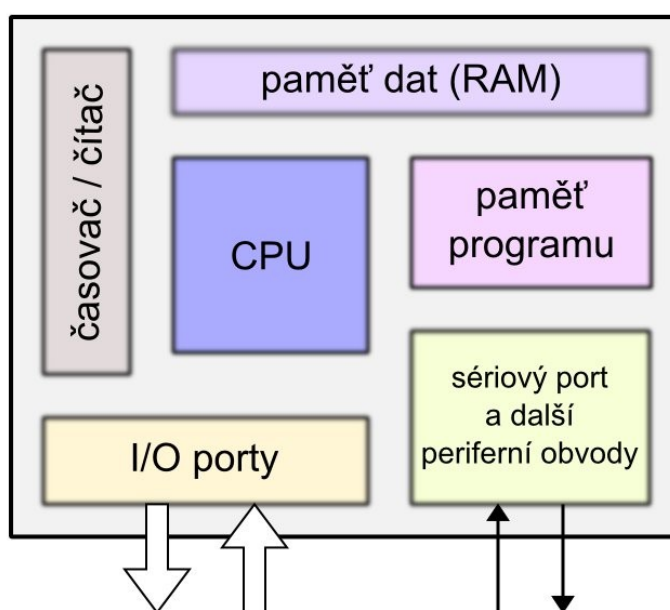 časovač / čítač
paměť dat (RAM)
CPU
paměť
programu
I/O porty
sériový port
a další
periferní obvody